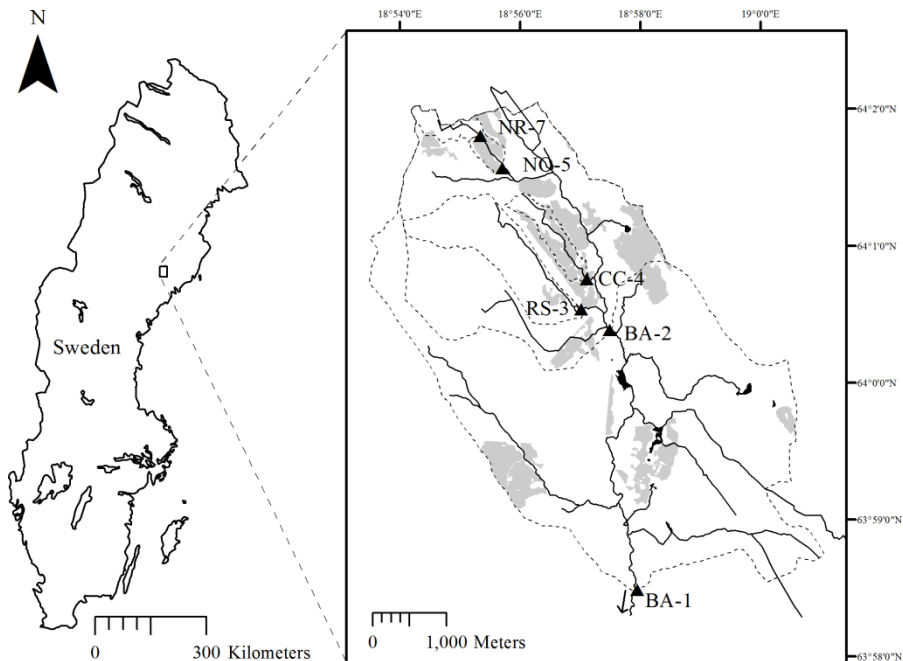 N
18°54'0"E
18°56'0"E
18°58'0"E
19°0'0"E
64°2'0"N
NR-7
NO-5
64°1'0"N
CC-4
RS-3
BA-2
Sweden
64°0'0"N
63°59'0"N
BA-1
0
300 Kilometers
0
1,000 Meters
63°58'0"N